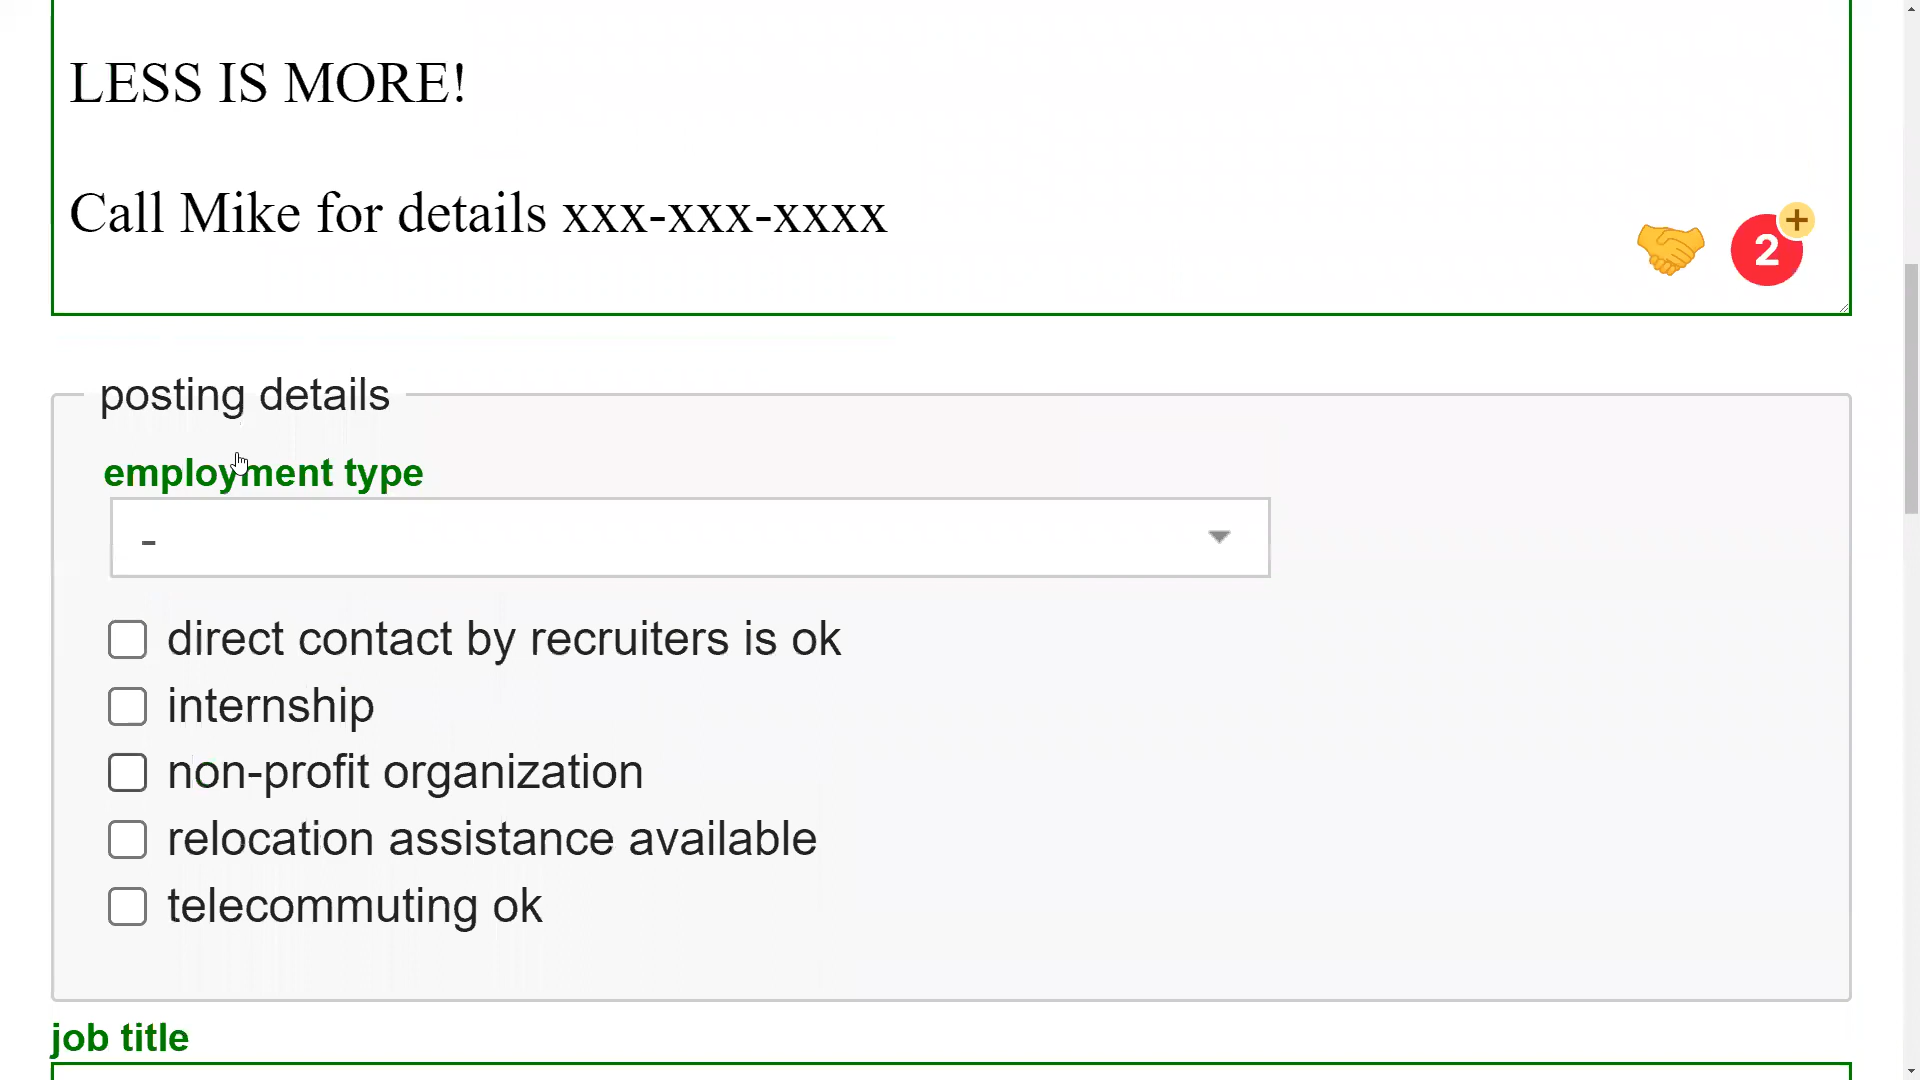 LESS IS MORE!
Call Mike for details xxx-xxx-xxxx
2
+
posting details
employment type
-
direct contact by recruiters is ok
internship
non-profit organization
relocation assistance available
telecommuting ok
job title